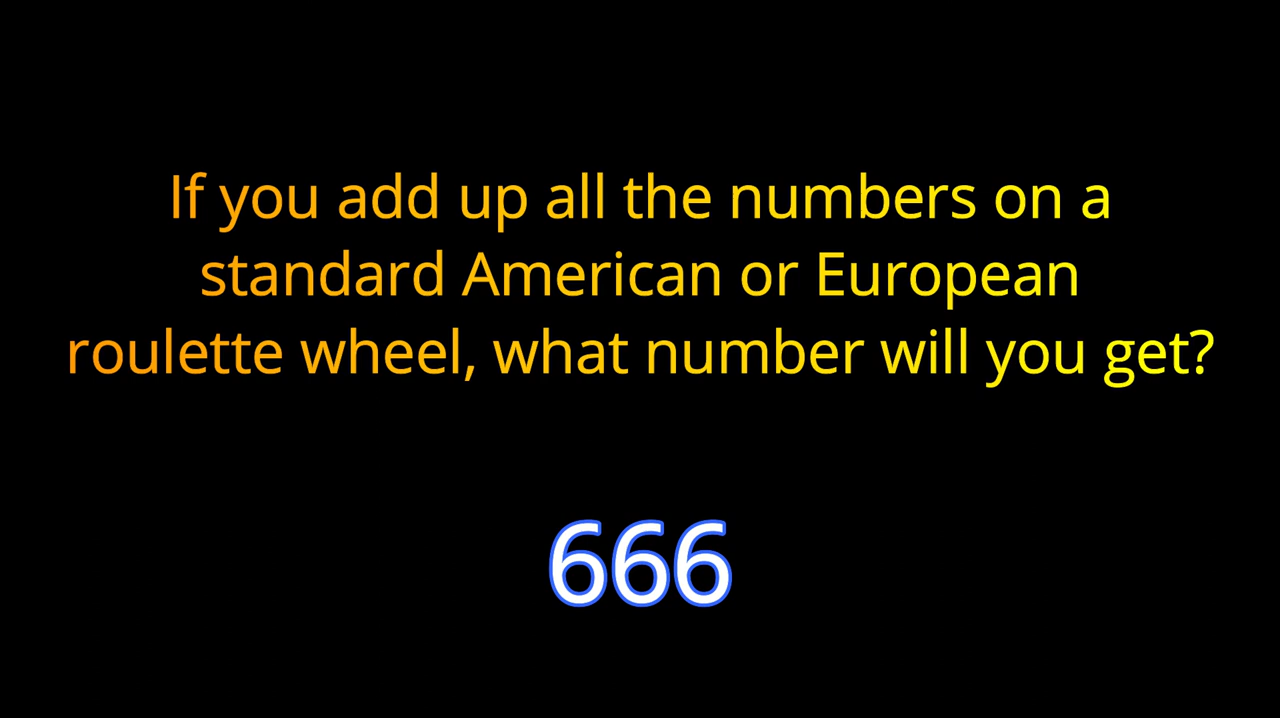 If you add up all the numbers on a
standard American or European
roulette wheel, what number will you get?
666